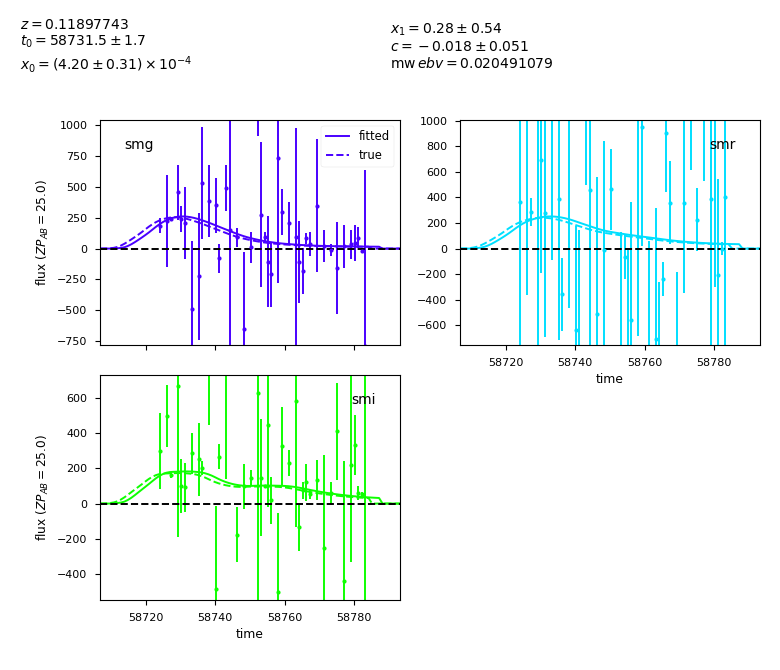 z = 0.11897743
t₀ = 58731.5 ± 1.7
x₀ = (4.20 ± 0.31) × 10⁻⁴
x₁ = 0.28 ± 0.54
c = −0.018 ± 0.051
mw ebv = 0.020491079
smg
fitted
true
1000
750
500
250
0
−250
−500
−750
flux (ZP_AB = 25.0)
smr
1000
800
600
400
200
0
−200
−400
−600
58720 58740 58760 58780
time
smi
600
400
200
0
−200
−400
flux (ZP_AB = 25.0)
58720 58740 58760 58780
time